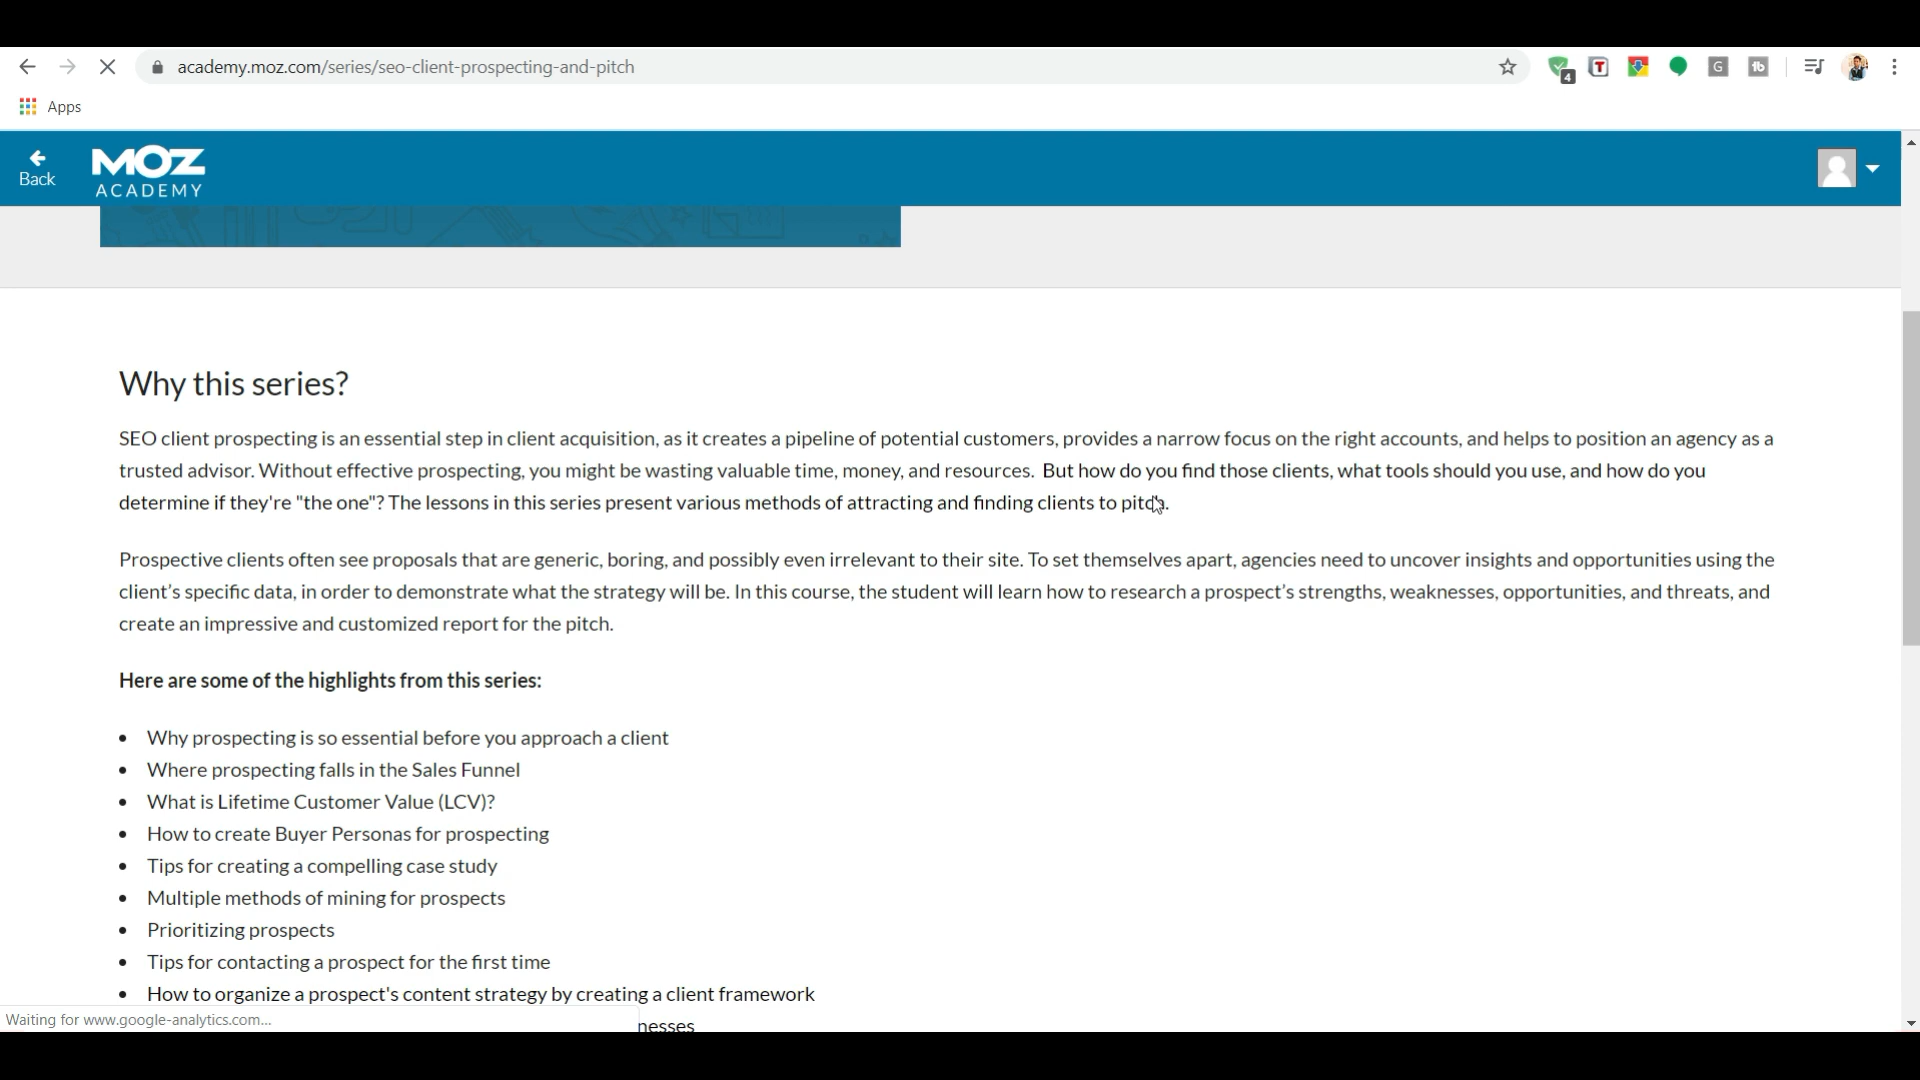 academy.moz.com/series/seo-client-prospecting-and-pitch
4
T
G
tb
Apps
Back
MOZ
ACADEMY
Why this series?
SEO client prospecting is an essential step in client acquisition, as it creates a pipeline of potential customers, provides a narrow focus on the right accounts, and helps to position an agency as a
trusted advisor. Without effective prospecting, you might be wasting valuable time, money, and resources. But how do you find those clients, what tools should you use, and how do you
determine if they're "the one"? The lessons in this series present various methods of attracting and finding clients to pitch.
Prospective clients often see proposals that are generic, boring, and possibly even irrelevant to their site. To set themselves apart, agencies need to uncover insights and opportunities using the
client’s specific data, in order to demonstrate what the strategy will be. In this course, the student will learn how to research a prospect’s strengths, weaknesses, opportunities, and threats, and
create an impressive and customized report for the pitch.
Here are some of the highlights from this series:
• Why prospecting is so essential before you approach a client
• Where prospecting falls in the Sales Funnel
• What is Lifetime Customer Value (LCV)?
• How to create Buyer Personas for prospecting
• Tips for creating a compelling case study
• Multiple methods of mining for prospects
• Prioritizing prospects
• Tips for contacting a prospect for the first time
• How to organize a prospect's content strategy by creating a client framework
Waiting for www.google-analytics.com...
nesses